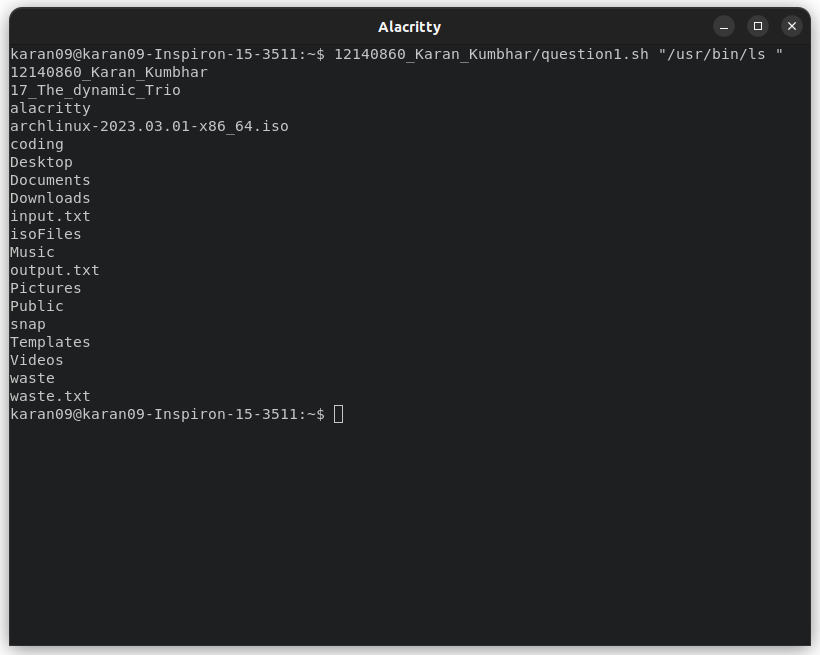 Alacritty
karan09@karan09-Inspiron-15-3511:~$ 12140860_Karan_Kumbhar/question1.sh "/usr/bin/ls "
12140860_Karan_Kumbhar
17_The_dynamic_Trio
alacritty
archlinux-2023.03.01-x86_64.iso
coding
Desktop
Documents
Downloads
input.txt
isoFiles
Music
output.txt
Pictures
Public
snap
Templates
Videos
waste
waste.txt
karan09@karan09-Inspiron-15-3511:~$